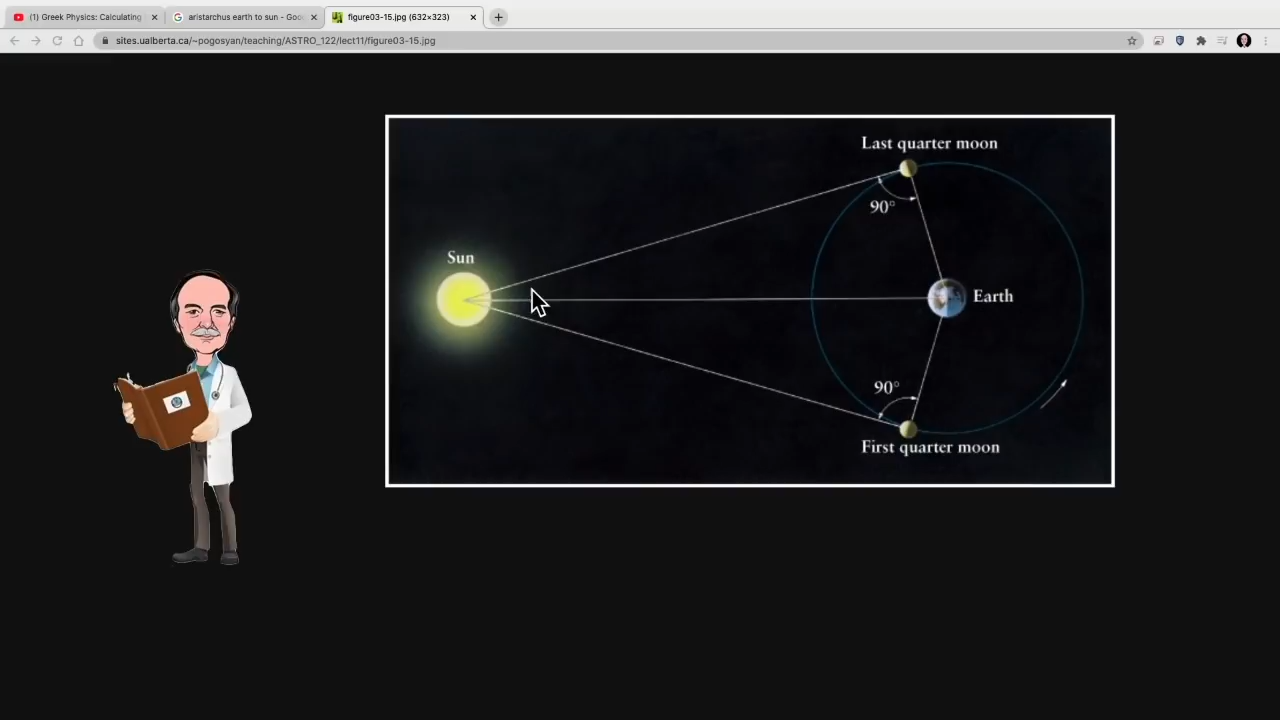 (1) Greek Physics: Calculating
aristarchus earth to sun - Goo
figure03-15.jpg (632×323)
sites.ualberta.ca/~pogosyan/teaching/ASTRO_122/lect11/figure03-15.jpg
Last quarter moon
90°
Sun
Earth
90°
First quarter moon